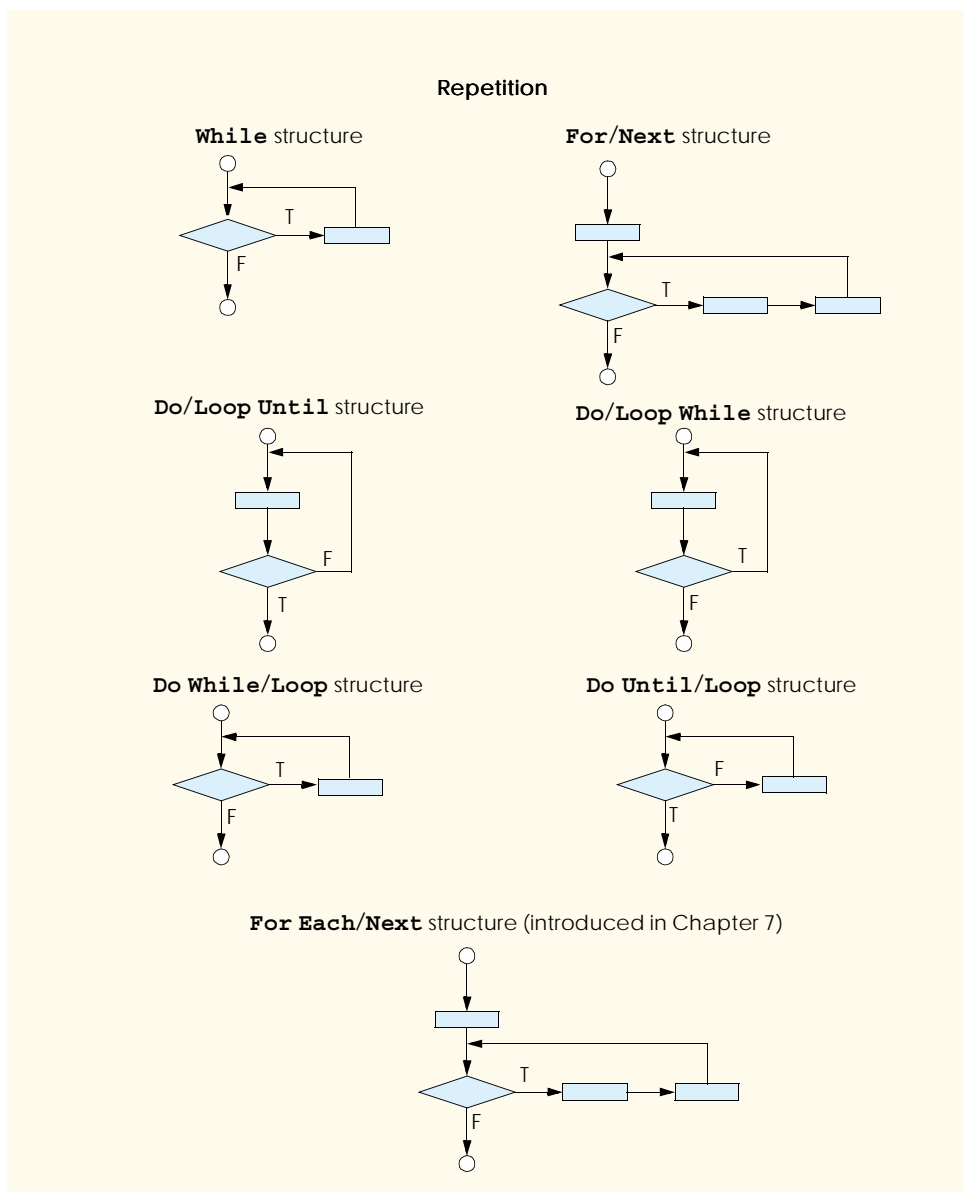 Repetition
While structure
For/Next structure
T
F
T
F
Do/Loop Until structure
Do/Loop While structure
F
T
T
F
Do While/Loop structure
Do Until/Loop structure
T
F
F
T
For Each/Next structure (introduced in Chapter 7)
T
F